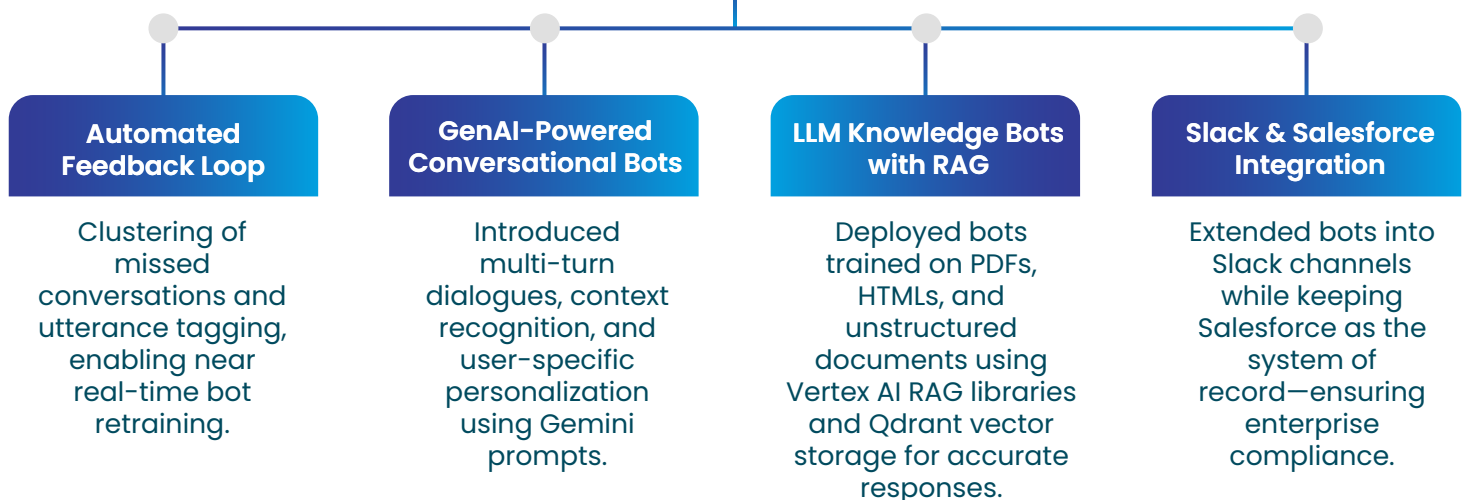 Automated
Feedback Loop
Clustering of
missed
conversations and
utterance tagging,
enabling near
real-time bot
retraining.
GenAI-Powered
Conversational Bots
Introduced
multi-turn
dialogues, context
recognition, and
user-specific
personalization
using Gemini
prompts.
LLM Knowledge Bots
with RAG
Deployed bots
trained on PDFs,
HTMLs, and
unstructured
documents using
Vertex AI RAG libraries
and Qdrant vector
storage for accurate
responses.
Slack & Salesforce
Integration
Extended bots into
Slack channels
while keeping
Salesforce as the
system of
record—ensuring
enterprise
compliance.